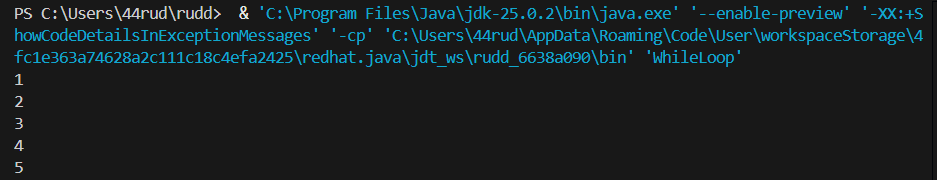 PS C:\Users\44rud\rudd>  & 'C:\Program Files\Java\jdk-25.0.2\bin\java.exe' '--enable-preview' '-XX:+S
howCodeDetailsInExceptionMessages' '-cp' 'C:\Users\44rud\AppData\Roaming\Code\User\workspaceStorage\4
fc1e363a74628a2c111c18c4efa2425\redhat.java\jdt_ws\rudd_6638a090\bin' 'WhileLoop'
1
2
3
4
5